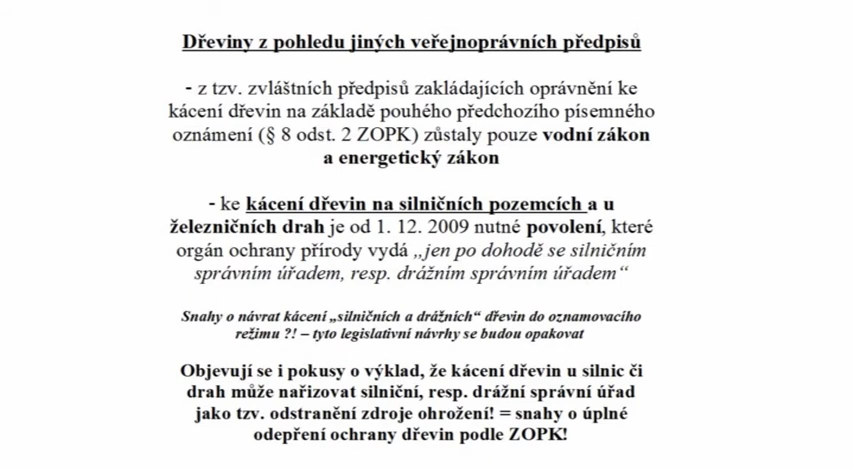 Dřeviny z pohledu jiných veřejnoprávních předpisů
- z tzv. zvláštních předpisů zakládajících oprávnění ke
kácení dřevin na základě pouhého předchozího písemného
oznámení (§ 8 odst. 2 ZOPK) zůstaly pouze vodní zákon
a energetický zákon
- ke kácení dřevin na silničních pozemcích a u
železničních drah je od 1. 12. 2009 nutné povolení, které
orgán ochrany přírody vydá „jen po dohodě se silničním
správním úřadem, resp. drážním správním úřadem“
Snahy o návrat kácení „silničních a drážních“ dřevin do oznamovacího
režimu ?! – tyto legislativní návrhy se budou opakovat
Objevují se i pokusy o výklad, že kácení dřevin u silnic či
drah může nařizovat silniční, resp. drážní správní úřad
jako tzv. odstranění zdroje ohrožení! = snahy o úplné
odepření ochrany dřevin podle ZOPK!